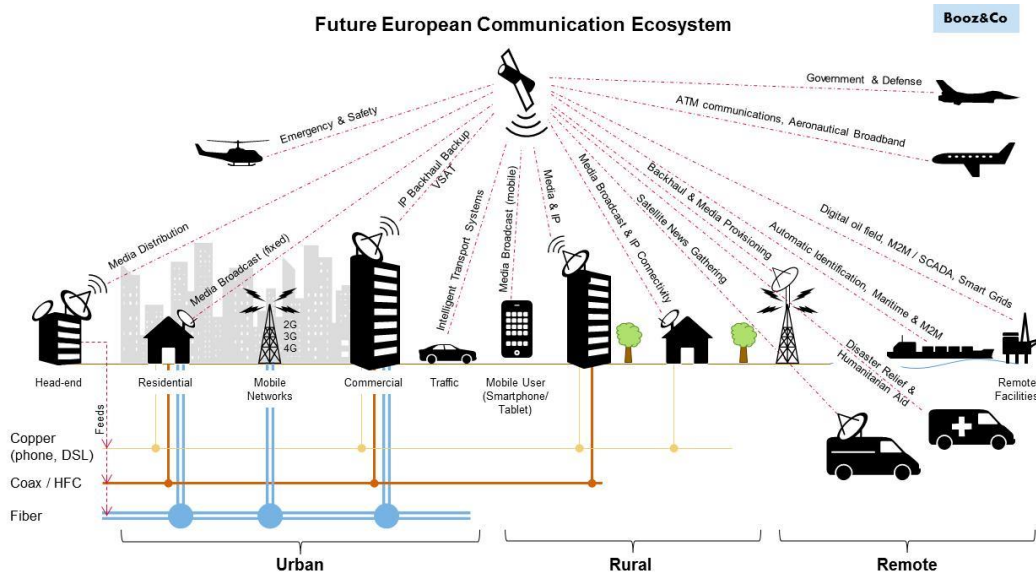 Future European Communication Ecosystem
Booz&Co
Government & Defense
ATM communications, Aeronautical Broadband
Emergency & Safety
IP Backhaul Backup
VSAT
Media Distribution
Media Broadcast (fixed)
Intelligent Transport Systems
Media Broadcast (mobile)
Media & IP
Media Broadcast & IP Connectivity
Satellite News Gathering
Backhaul & Media Provisioning
Automatic Identification, Maritime & M2M
Digital oil field, M2M / SCADA, Smart Grids
Disaster Relief &
Humanitarian Aid
2G
3G
4G
Head-end
Residential
Mobile
Networks
Commercial
Traffic
Mobile User
(Smartphone/
Tablet)
Remote
Facilities
Feeds
Copper
(phone, DSL)
Coax / HFC
Fiber
Urban
Rural
Remote